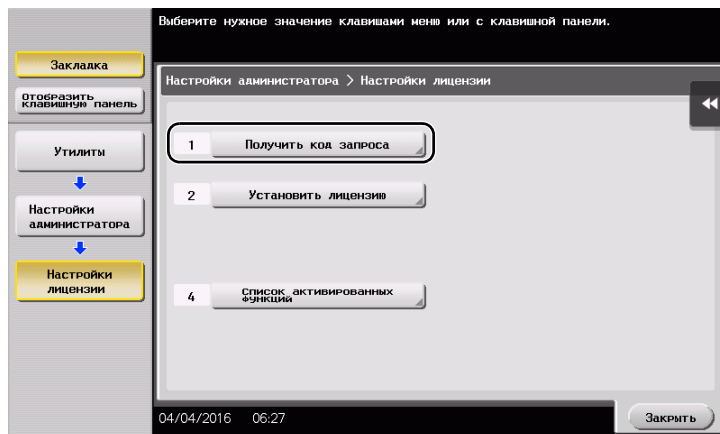 Выберите нужное значение клавишами меню или с клавишной панели.
Закладка
Отобразить
клавишную панель
Утилиты
Настройки
администратора
Настройки
лицензии
Настройки администратора > Настройки лицензии
1 Получить код запроса
2 Установить лицензию
4 Список активированных
функций
04/04/2016 06:27
Закрыть